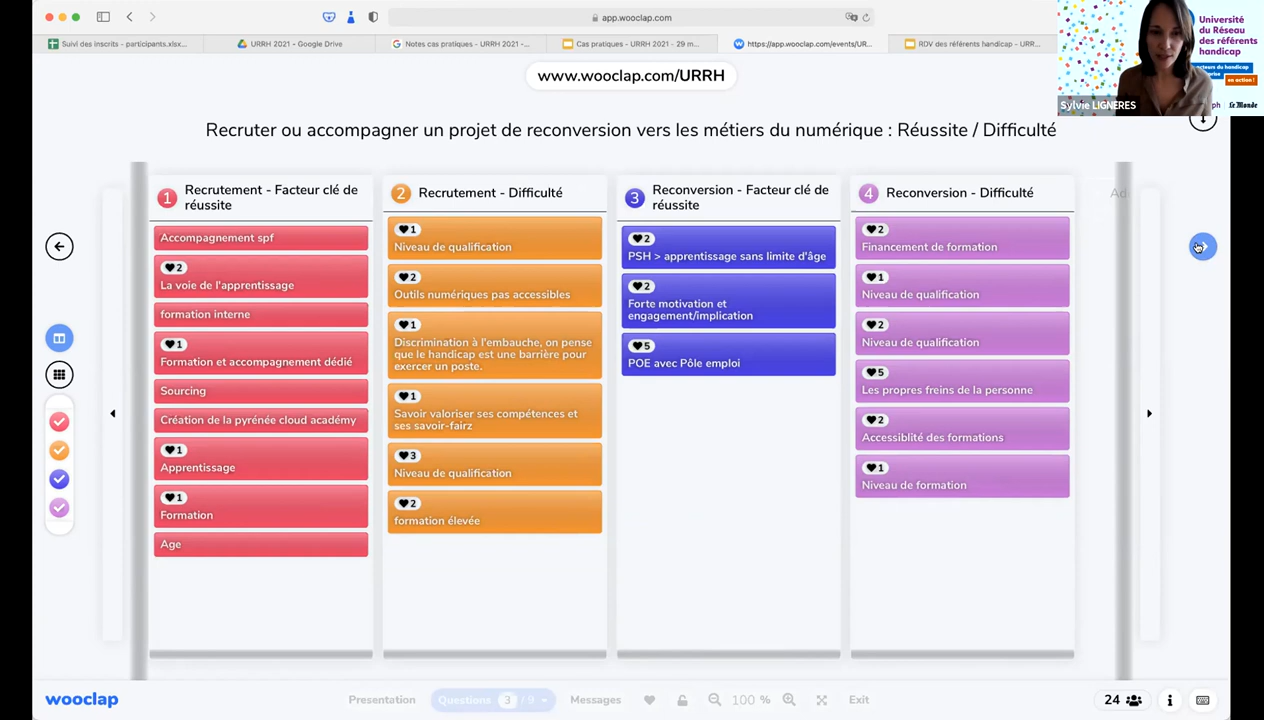 app.wooclap.com
Suivi des inscrits - participants.xlsx...
URRH 2021 - Google Drive
Notes cas pratiques - URRH 2021 -...
Cas pratiques - URRH 2021 - 29 m...
https://app.wooclap.com/events/UR...
RDV des référents handicap - URR...
Université
du Réseau
des référents
handicap
acteurs du handicap
en action !
Le Monde
Sylvie LIGNERES
www.wooclap.com/URRH
Recruter ou accompagner un projet de reconversion vers les métiers du numérique : Réussite / Difficulté
1 Recrutement - Facteur clé de
réussite
Accompagnement spf
2
La voie de l'apprentissage
formation interne
1
Formation et accompagnement dédié
Sourcing
Création de la pyrénée cloud académy
1
Apprentissage
1
Formation
Age
2 Recrutement - Difficulté
1
Niveau de qualification
2
Outils numériques pas accessibles
1
Discrimination à l'embauche, on pense
que le handicap est une barrière pour
exercer un poste.
1
Savoir valoriser ses compétences et
ses savoir-fairz
3
Niveau de qualification
2
formation élevée
3 Reconversion - Facteur clé de
réussite
2
PSH > apprentissage sans limite d'âge
2
Forte motivation et
engagement/implication
5
POE avec Pôle emploi
4 Reconversion - Difficulté
2
Financement de formation
1
Niveau de qualification
2
Niveau de qualification
5
Les propres freins de la personne
2
Accessiblité des formations
1
Niveau de formation
wooclap
Presentation
Questions 3 / 9
Messages
100 %
Exit
24